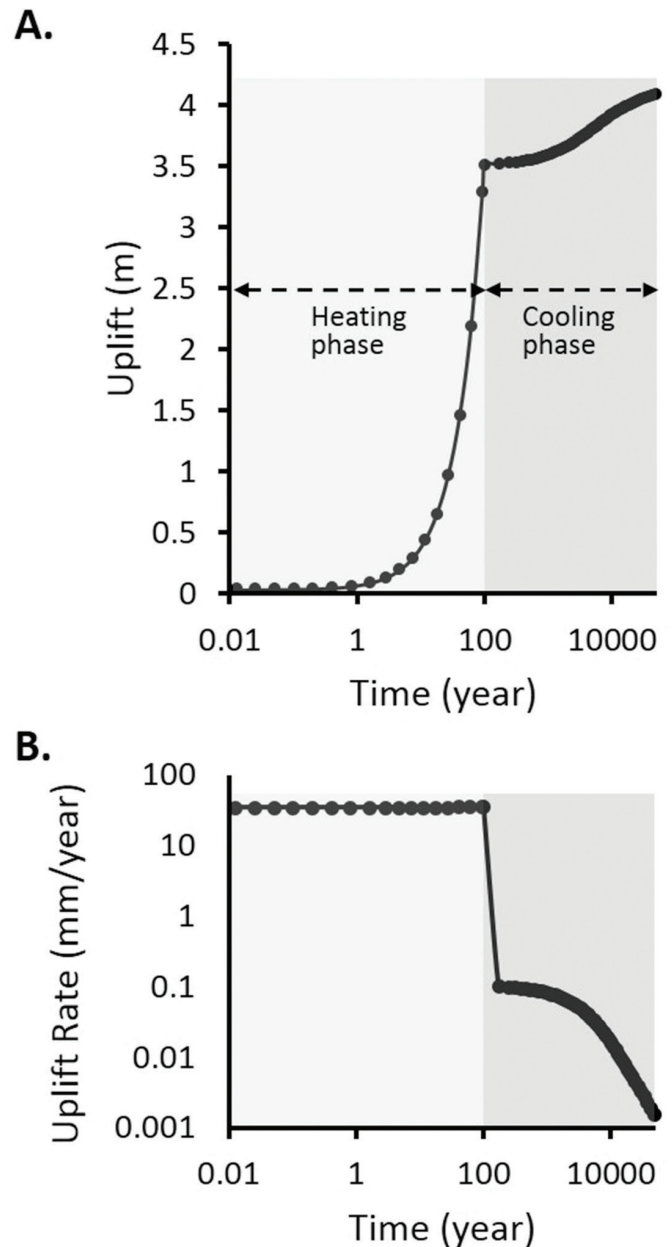 A.
Uplift (m)
4.5
4
3.5
3
2.5
2
1.5
1
0.5
0
Heating
phase
Cooling
phase
0.01 1 100 10000
Time (year)
B.
Uplift Rate (mm/year)
100
10
1
0.1
0.01
0.001
0.01 1 100 10000
Time (year)